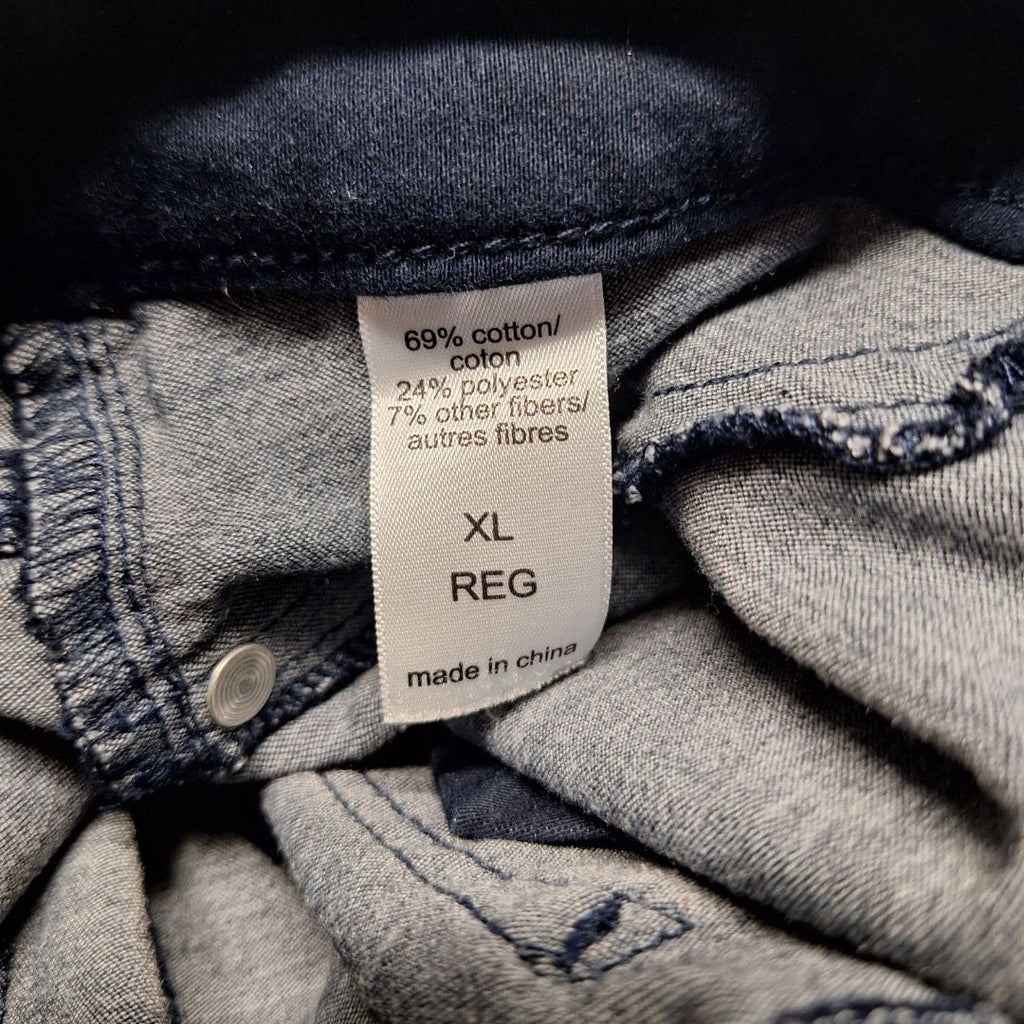 69% cotton/
coton
24% polyester
7% other fibers/
autres fibres
XL
REG
made in china